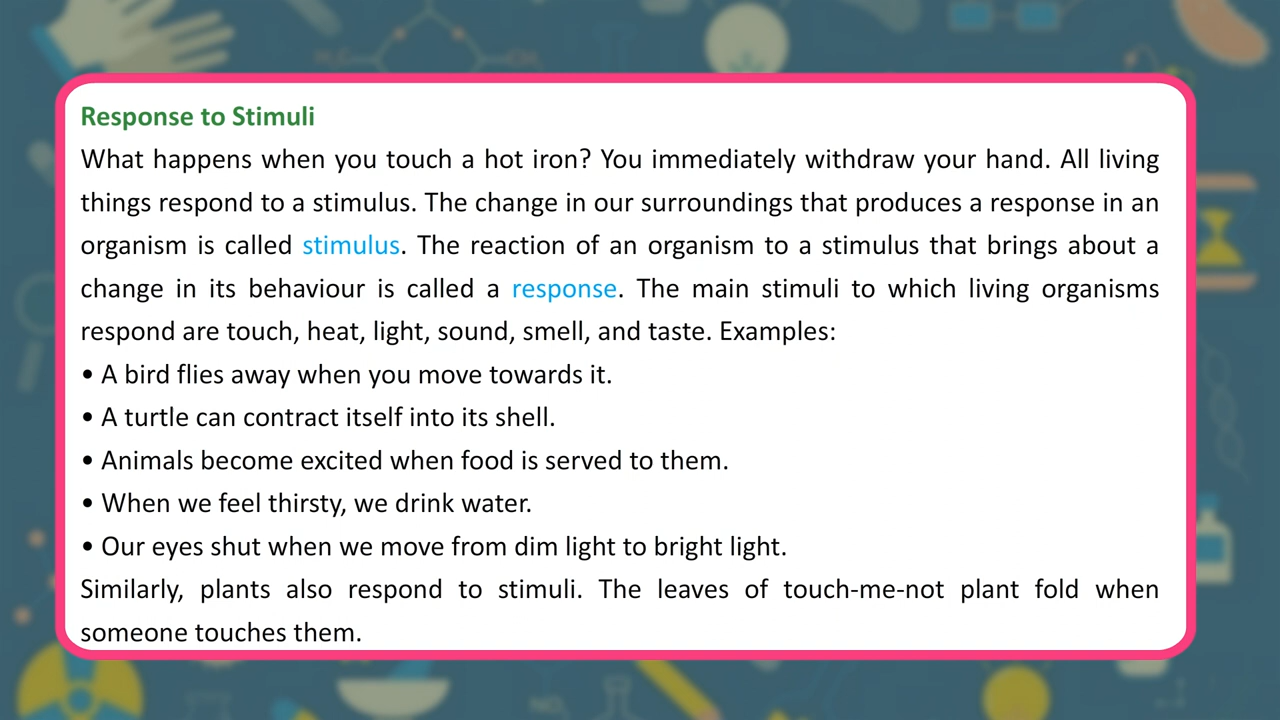 Response to Stimuli
What happens when you touch a hot iron? You immediately withdraw your hand. All living
things respond to a stimulus. The change in our surroundings that produces a response in an
organism is called stimulus. The reaction of an organism to a stimulus that brings about a
change in its behaviour is called a response. The main stimuli to which living organisms
respond are touch, heat, light, sound, smell, and taste. Examples:
• A bird flies away when you move towards it.
• A turtle can contract itself into its shell.
• Animals become excited when food is served to them.
• When we feel thirsty, we drink water.
• Our eyes shut when we move from dim light to bright light.
Similarly, plants also respond to stimuli. The leaves of touch-me-not plant fold when
someone touches them.